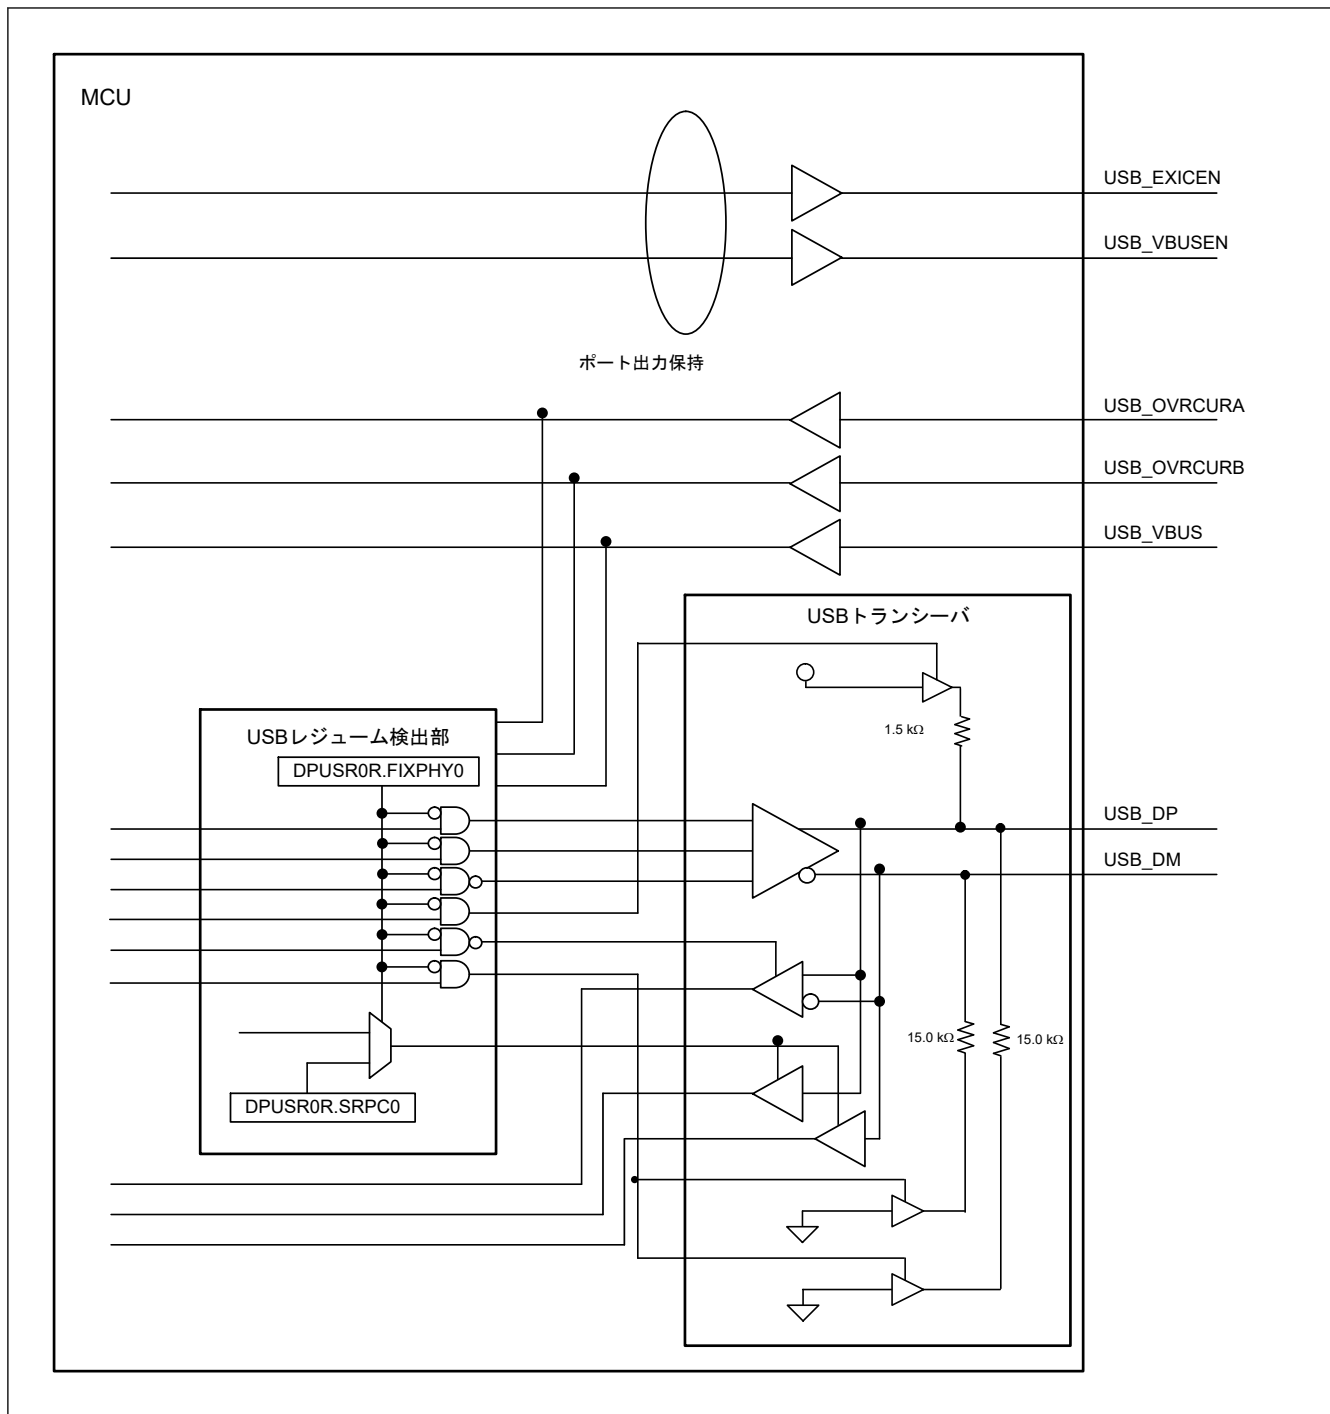 MCU
USB_EXICEN
USB_VBUSEN
ポート出力保持
USB_OVRCURA
USB_OVRCURB
USB_VBUS
USBトランシーバ
1.5 kΩ
USBレジューム検出部
DPUSR0R.FIXPHY0
USB_DP
USB_DM
15.0 kΩ
15.0 kΩ
DPUSR0R.SRPC0